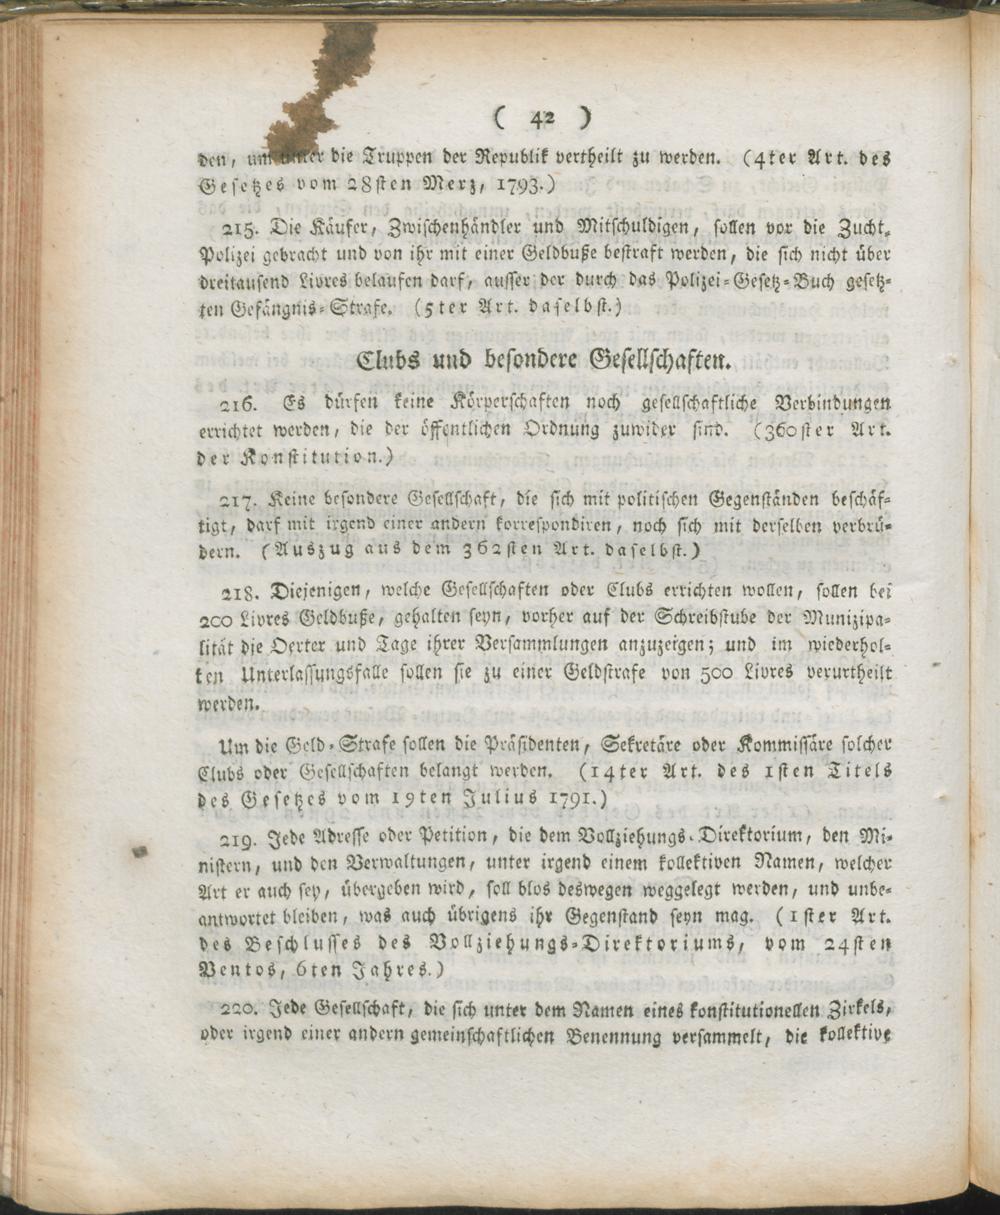 ( 42 )
den, um unter die Truppen der Republik vertheilt zu werden. (4ter Art. des
Gesetzes vom 28sten Merz, 1793.)
215. Die Käufer, Zwischenhändler und Mitschuldigen, sollen vor die Zucht-
Polizei gebracht und von ihr mit einer Geldbuße bestraft werden, die sich nicht über
dreitausend Livres belaufen darf, ausser der durch das Polizei-Gesetz-Buch gesetz-
ten Gefängnis-Strafe. (5ter Art. daselbst.)
Clubs und besondere Gesellschaften.
216. Es dürfen keine Körperschaften noch gesellschaftliche Verbindungen
errichtet werden, die der öffentlichen Ordnung zuwider sind. (360ster Art.
der Konstitution.)
217. Keine besondere Gesellschaft, die sich mit politischen Gegenständen beschäf-
tigt, darf mit irgend einer andern korrespondiren, noch sich mit derselben verbrü-
dern. (Auszug aus dem 362sten Art. daselbst.)
218. Diejenigen, welche Gesellschaften oder Clubs errichten wollen, sollen bei
200 Livres Geldbuße, gehalten seyn, vorher auf der Schreibstube der Munizipa-
lität die Oerter und Tage ihrer Versammlungen anzuzeigen; und im wiederhol-
ten Unterlassungsfalle sollen sie zu einer Geldstrafe von 500 Livres verurtheilt
werden.
Um die Geld-Strafe sollen die Präsidenten, Sekretäre oder Kommissäre solcher
Clubs oder Gesellschaften belangt werden. (14ter Art. des 1sten Titels
des Gesetzes vom 19ten Julius 1791.)
219. Jede Adresse oder Petition, die dem Vollziehungs-Direktorium, den Mi-
nistern, und den Verwaltungen, unter irgend einem kollektiven Namen, welcher
Art er auch sey, übergeben wird, soll blos deswegen weggelegt werden, und unbe-
antwortet bleiben, was auch übrigens ihr Gegenstand seyn mag. (1ster Art.
des Beschlusses des Vollziehungs-Direktoriums, vom 24sten
Ventos, 6ten Jahres.)
220. Jede Gesellschaft, die sich unter dem Namen eines konstitutionellen Zirkels,
oder irgend einer andern gemeinschaftlichen Benennung versammelt, die kollektive